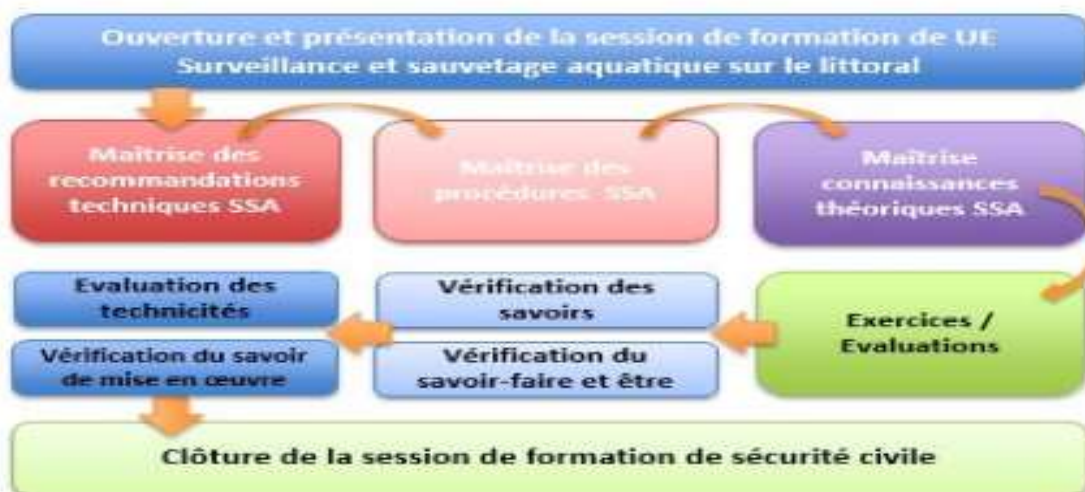 Ouverture et présentation de la session de formation de UE
Surveillance et sauvetage aquatique sur le littoral
Maîtrise des
recommandations
techniques SSA
Maîtrise des
procédures SSA
Maîtrise
connaissances
théoriques SSA
Evaluation des
technicités
Vérification des
savoirs
Exercices /
Evaluations
Vérification du savoir
de mise en œuvre
Vérification du
savoir-faire et être
Clôture de la session de formation de sécurité civile